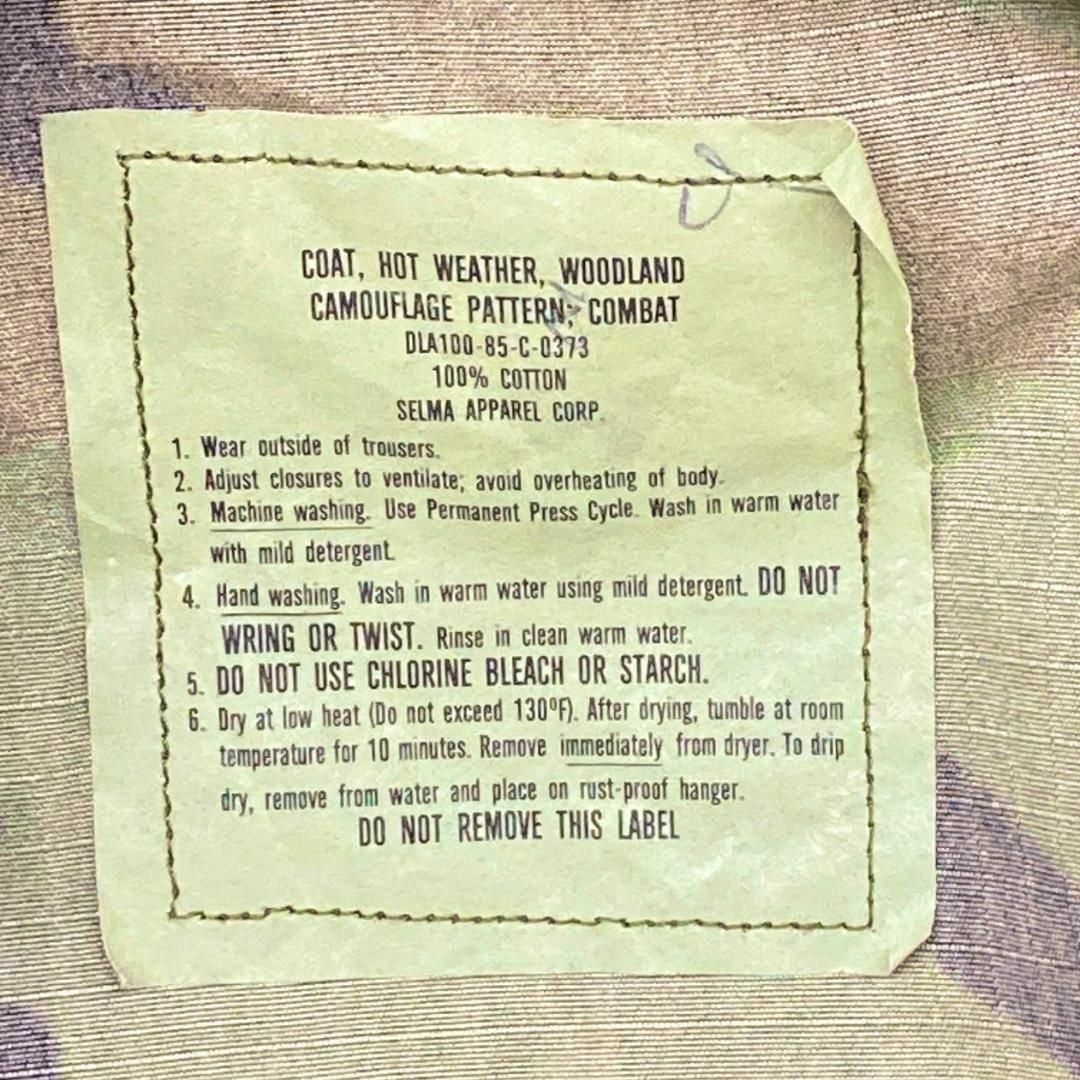 COAT, HOT WEATHER, WOODLAND
CAMOUFLAGE PATTERN; COMBAT
DLA100-85-C-0373
100% COTTON
SELMA APPAREL CORP.
1. Wear outside of trousers.
2. Adjust closures to ventilate; avoid overheating of body.
3. Machine washing. Use Permanent Press Cycle. Wash in warm water
with mild detergent.
4. Hand washing. Wash in warm water using mild detergent. DO NOT
WRING OR TWIST. Rinse in clean warm water.
5. DO NOT USE CHLORINE BLEACH OR STARCH.
6. Dry at low heat (Do not exceed 130ºF). After drying, tumble at room
temperature for 10 minutes. Remove immediately from dryer. To drip
dry, remove from water and place on rust-proof hanger.
DO NOT REMOVE THIS LABEL